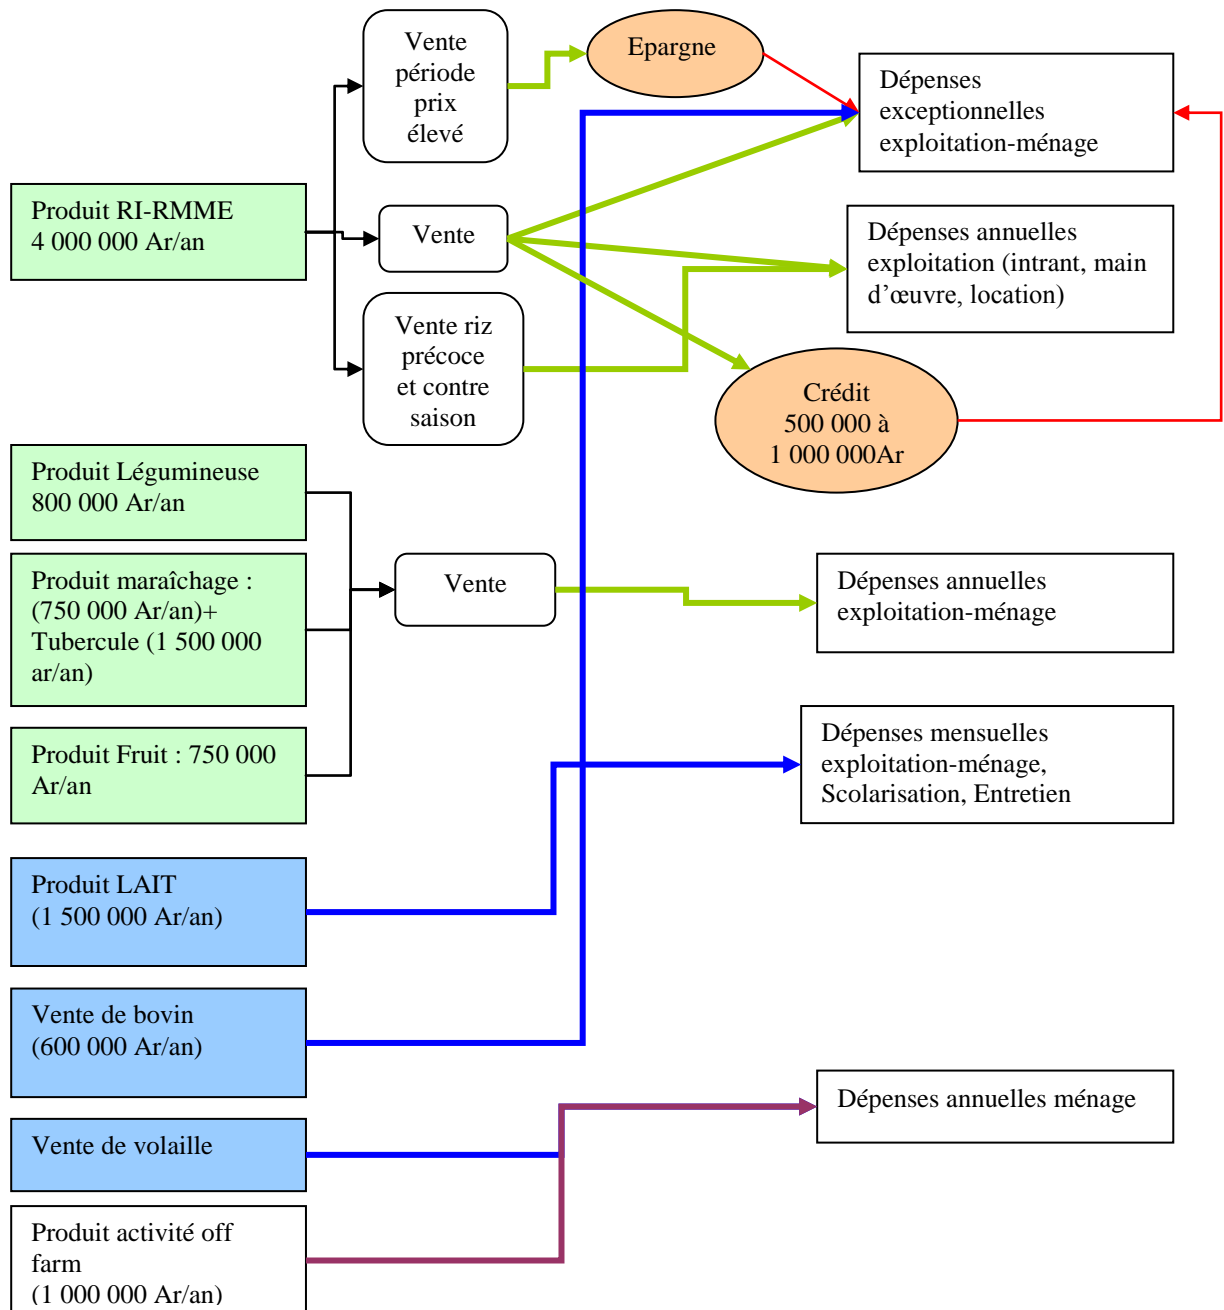 Vente
période
prix
élevé
Epargne
Dépenses
exceptionnelles
exploitation-ménage
Produit RI-RMME
4 000 000 Ar/an
Vente
Dépenses annuelles
exploitation (intrant, main
d’œuvre, location)
Vente riz
précoce
et contre
saison
Crédit
500 000 à
1 000 000Ar
Produit Légumineuse
800 000 Ar/an
Produit maraîchage :
(750 000 Ar/an)+
Tubercule (1 500 000
ar/an)
Vente
Dépenses annuelles
exploitation-ménage
Produit Fruit : 750 000
Ar/an
Dépenses mensuelles
exploitation-ménage,
Scolarisation, Entretien
Produit LAIT
(1 500 000 Ar/an)
Vente de bovin
(600 000 Ar/an)
Dépenses annuelles ménage
Vente de volaille
Produit activité off
farm
(1 000 000 Ar/an)